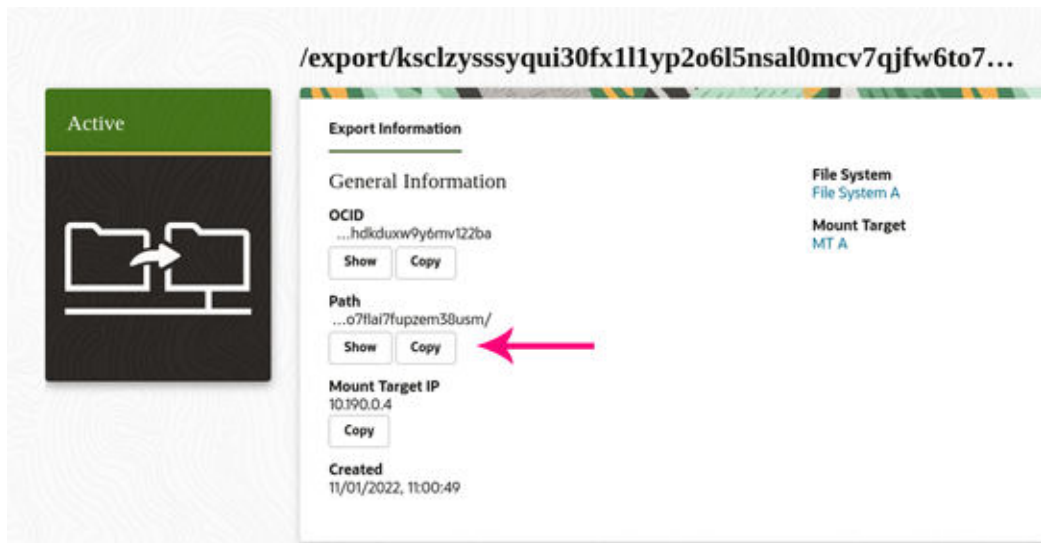 /export/ksclzysssyqui30fx1l1yp2o6l5nsal0mcv7qjfw6to7…
Active
Export Information
General Information
OCID
...hdkduxw9y6mv122ba
Show Copy
Path
...o7flai7fupzem38usm/
Show Copy
Mount Target IP
10.190.0.4
Copy
Created
11/01/2022, 11:00:49
File System
File System A
Mount Target
MT A